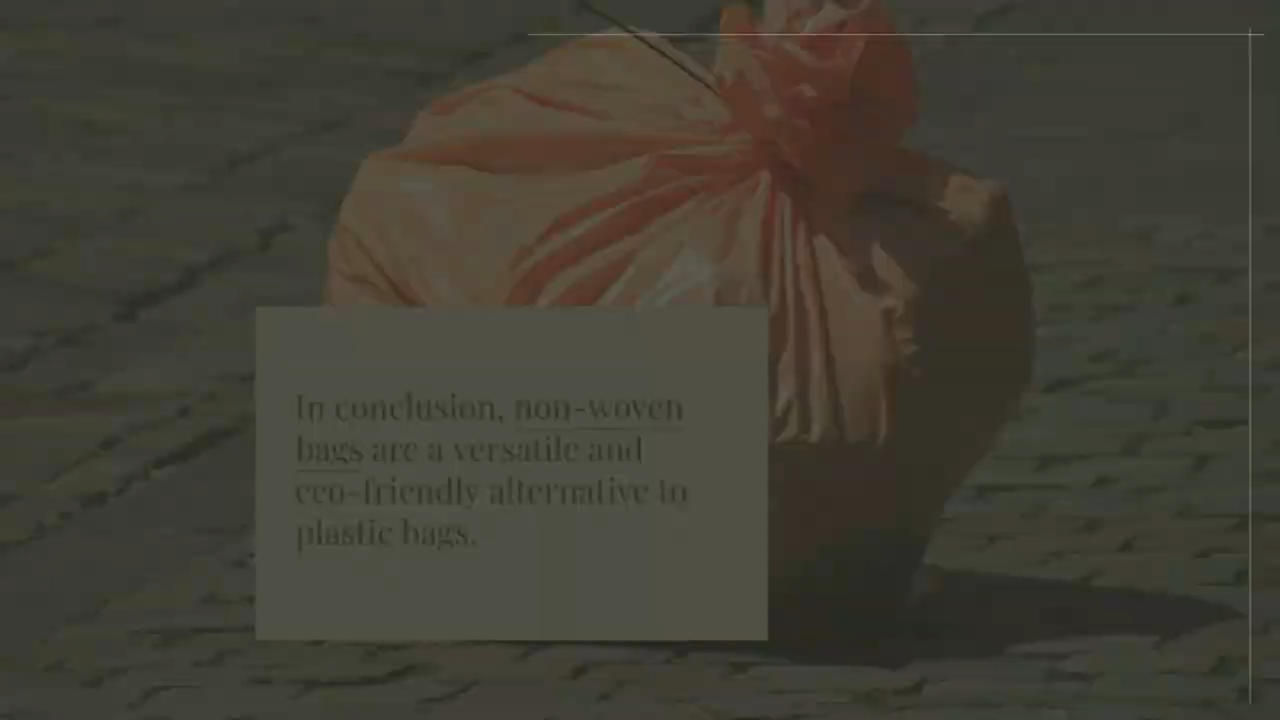 In conclusion, non-woven
bags are a versatile and
eco-friendly alternative to
plastic bags.